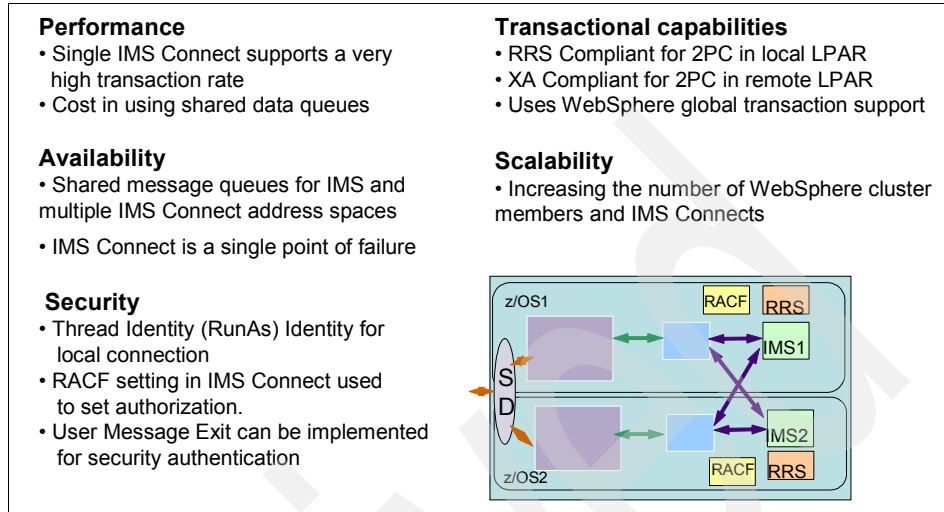 Performance
• Single IMS Connect supports a very
high transaction rate
• Cost in using shared data queues
Availability
• Shared message queues for IMS and
multiple IMS Connect address spaces
• IMS Connect is a single point of failure
Security
• Thread Identity (RunAs) Identity for
local connection
• RACF setting in IMS Connect used
to set authorization.
• User Message Exit can be implemented
for security authentication
Transactional capabilities
• RRS Compliant for 2PC in local LPAR
• XA Compliant for 2PC in remote LPAR
• Uses WebSphere global transaction support
Scalability
• Increasing the number of WebSphere cluster
members and IMS Connects
z/OS1
RACF
RRS
IMS1
S
D
IMS2
z/OS2
RACF
RRS